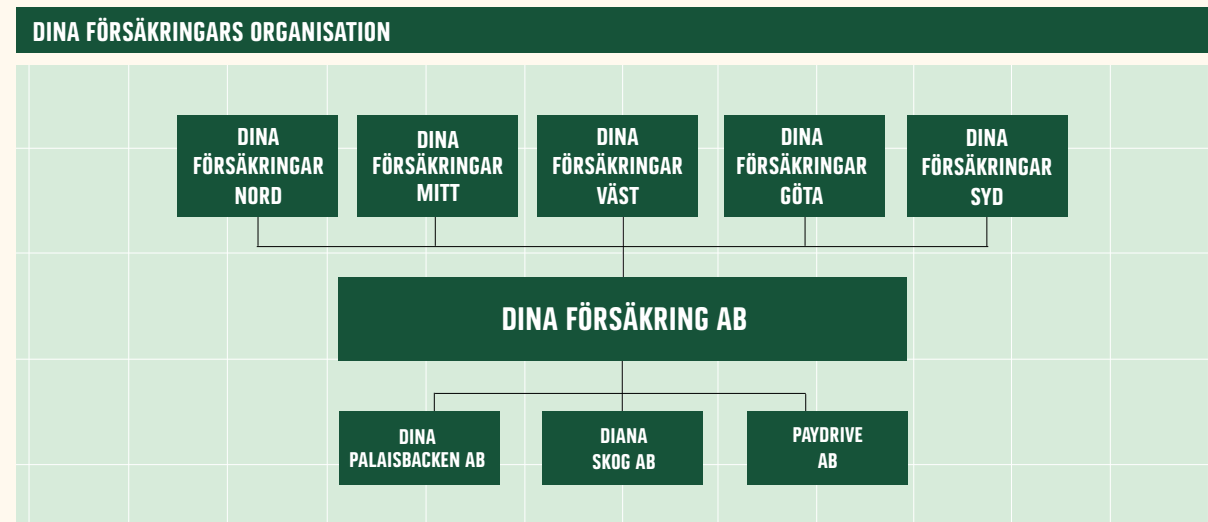 DINA FÖRSÄKRINGARS ORGANISATION
DINA
FÖRSÄKRINGAR
NORD
DINA
FÖRSÄKRINGAR
MITT
DINA
FÖRSÄKRINGAR
VÄST
DINA
FÖRSÄKRINGAR
GÖTA
DINA
FÖRSÄKRINGAR
SYD
DINA FÖRSÄKRING AB
DINA
PALAISBACKEN AB
DIANA
SKOG AB
PAYDRIVE
AB